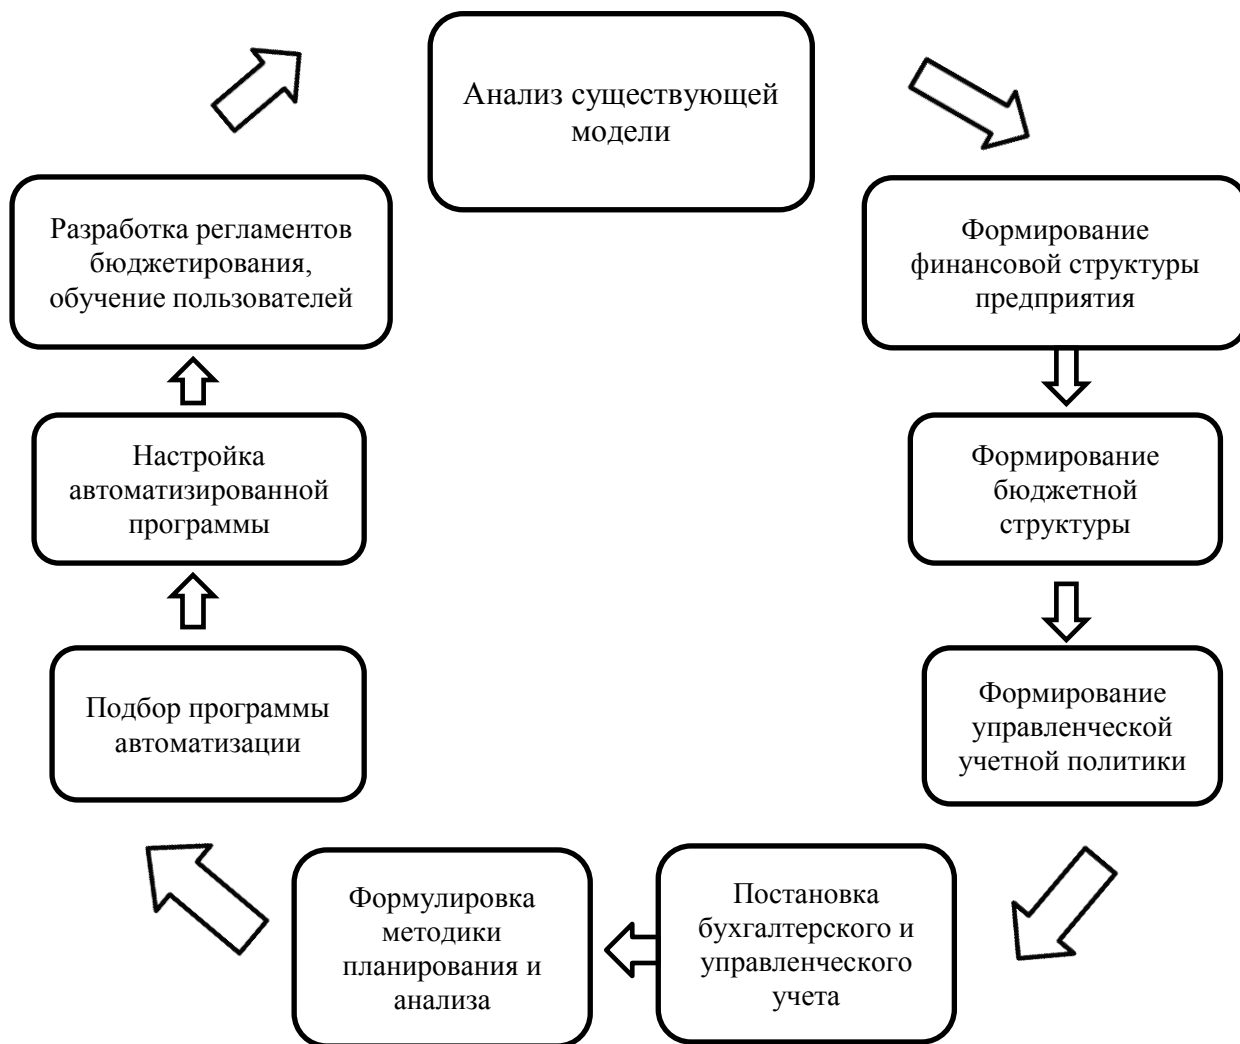 Анализ существующей
модели
Формирование
финансовой структуры
предприятия
Формирование
бюджетной
структуры
Формирование
управленческой
учетной политики
Постановка
бухгалтерского и
управленческого
учета
Формулировка
методики
планирования и
анализа
Подбор программы
автоматизации
Настройка
автоматизированной
программы
Разработка регламентов
бюджетирования,
обучение пользователей